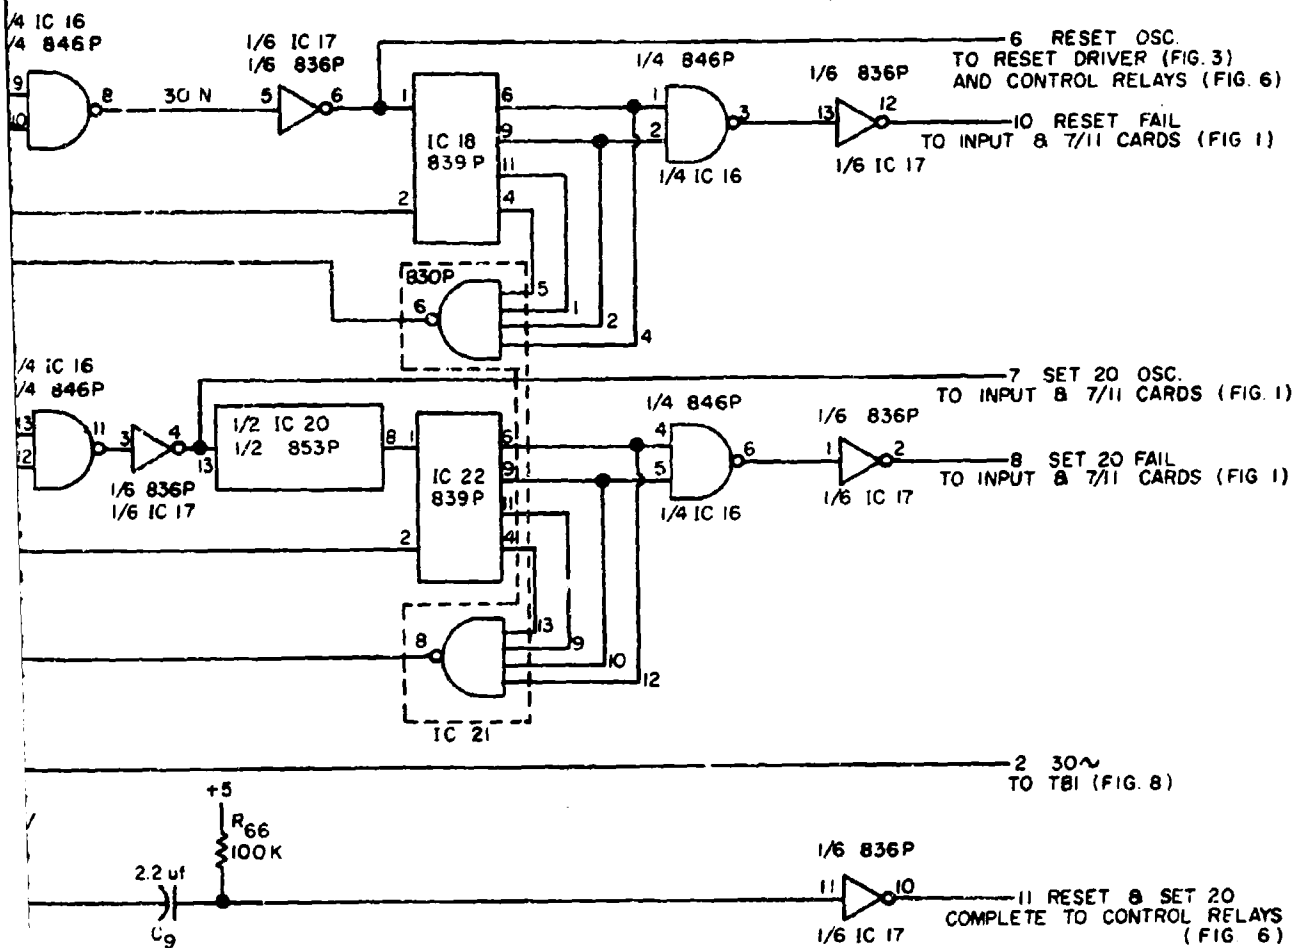 /4 IC 16
/4 846P
9
10
8
30 N
1/6 IC 17
1/6 836P
5
6
1
2
IC 18
839P
6
9
11
4
1/4 846P
1
2
3
1/4 IC 16
1/6 836P
13
12
1/6 IC 17
6 RESET OSC.
TO RESET DRIVER (FIG. 3)
AND CONTROL RELAYS (FIG. 6)
10 RESET FAIL
TO INPUT & 7/11 CARDS (FIG 1)
830P
6
5
1
2
4
/4 IC 16
/4 846P
13
12
11
3
4
1/6 836P
1/6 IC 17
13
1/2 IC 20
1/2 853P
8
1
2
IC 22
839P
6
9
11
4
1/4 846P
4
5
6
1/4 IC 16
1/6 836P
1
2
1/6 IC 17
7 SET 20 OSC.
TO INPUT & 7/11 CARDS (FIG. 1)
8 SET 20 FAIL
TO INPUT & 7/11 CARDS (FIG 1)
8
13
9
10
12
IC 21
2 30~
TO TB1 (FIG. 8)
+5
R66
100K
2.2 uf
C9
1/6 836P
11
10
1/6 IC 17
11 RESET & SET 20
COMPLETE TO CONTROL RELAYS
(FIG 6)